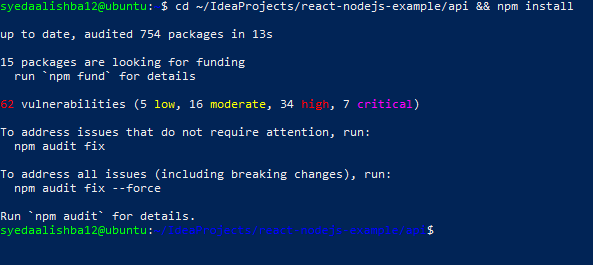 syedaalishba12@ubuntu:~$ cd ~/IdeaProjects/react-nodejs-example/api && npm install
up to date, audited 754 packages in 13s
15 packages are looking for funding
run `npm fund` for details
62 vulnerabilities (5 low, 16 moderate, 34 high, 7 critical)
To address issues that do not require attention, run:
npm audit fix
To address all issues (including breaking changes), run:
npm audit fix --force
Run `npm audit` for details.
syedaalishba12@ubuntu:~/IdeaProjects/react-nodejs-example/api$